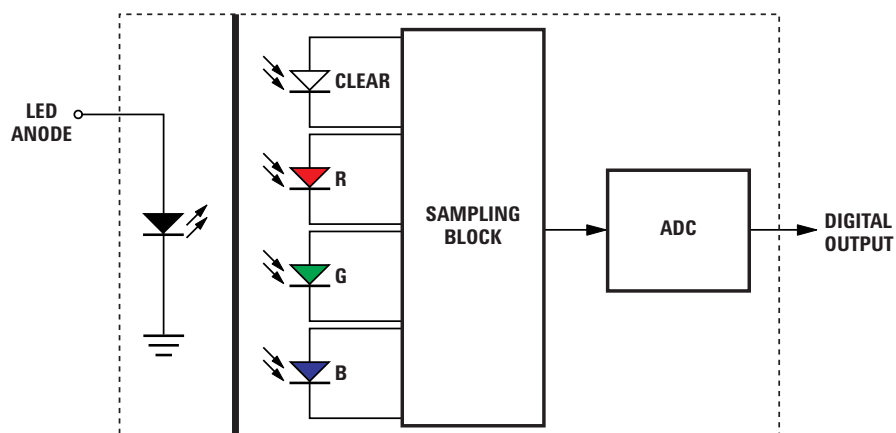 LED
ANODE
CLEAR
R
G
B
SAMPLING
BLOCK
ADC
DIGITAL
OUTPUT